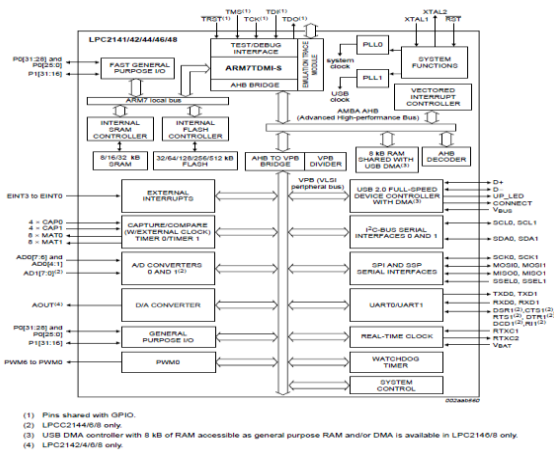 TMS(1) TDI(1) XTAL2
TRST(1) TCK(1) TDO(1) XTAL1 RST
LPC2141/42/44/46/48
TEST/DEBUG
INTERFACE
EMULATION TRACE
MODULE
PLL0
system
clock
PLL1
USB
clock
SYSTEM
FUNCTIONS
P0[31:28] and
P0[25:0]
P1[31:16]
FAST GENERAL
PURPOSE I/O
ARM7TDMI-S
AHB BRIDGE
VECTORED
INTERRUPT
CONTROLLER
ARM7 local bus
AMBA AHB
(Advanced High-performance Bus)
INTERNAL
SRAM
CONTROLLER
INTERNAL
FLASH
CONTROLLER
8/16/32 kB
SRAM
32/64/128/256/512 kB
FLASH
AHB TO VPB
BRIDGE
VPB
DIVIDER
8 kB RAM
SHARED WITH
USB DMA(3)
AHB
DECODER
VPB (VLSI
peripheral bus)
EINT3 to EINT0
EXTERNAL
INTERRUPTS
USB 2.0 FULL-SPEED
DEVICE CONTROLLER
WITH DMA(3)
D+
D-
UP_LED
CONNECT
VBUS
4 × CAP0
4 × CAP1
8 × MAT0
8 × MAT1
CAPTURE/COMPARE
(W/EXTERNAL CLOCK)
TIMER 0/TIMER 1
I2C-BUS SERIAL
INTERFACES 0 AND 1
SCL0, SCL1
SDA0, SDA1
AD0[7:6] and
AD0[4:1]
AD1[7:0](2)
A/D CONVERTERS
0 AND 1(2)
SPI AND SSP
SERIAL INTERFACES
SCK0, SCK1
MOSI0, MOSI1
MISO0, MISO1
SSEL0, SSEL1
AOUT(4)
D/A CONVERTER
UART0/UART1
TXD0, TXD1
RXD0, RXD1
DSR1(2),CTS1(2)
RTS1(2), DTR1(2)
DCD1(2),RI1(2)
P0[31:28] and
P0[25:0]
P1[31:16]
GENERAL
PURPOSE I/O
REAL-TIME CLOCK
RTXC1
RTXC2
VBAT
PWM6 to PWM0
PWM0
WATCHDOG
TIMER
SYSTEM
CONTROL
002aab440
(1) Pins shared with GPIO.
(2) LPCC2144/6/8 only.
(3) USB DMA controller with 8 kB of RAM accessible as general purpose RAM and/or DMA is available in LPC2146/8 only.
(4) LPC2142/4/6/8 only.